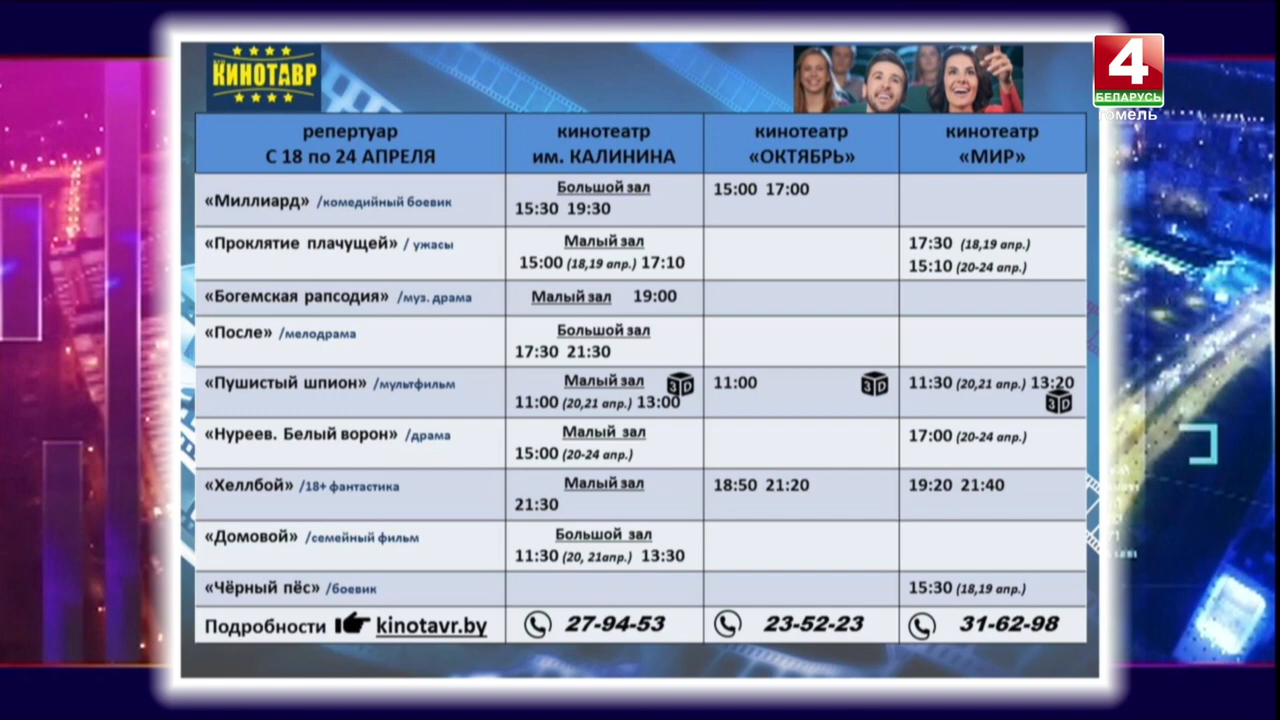 КИНОТАВР
4
БЕЛАРУСЬ
гомель
репертуар
С 18 по 24 АПРЕЛЯ
кинотеатр
им. КАЛИНИНА
кинотеатр
«ОКТЯБРЬ»
кинотеатр
«МИР»
«Миллиард» /комедийный боевик
Большой зал
15:30 19:30
15:00 17:00
«Проклятие плачущей» / ужасы
Малый зал
15:00 (18,19 апр.) 17:10
17:30 (18,19 апр.)
15:10 (20-24 апр.)
«Богемская рапсодия» /муз. драма
Малый зал 19:00
«После» /мелодрама
Большой зал
17:30 21:30
«Пушистый шпион» /мультфильм
Малый зал 3D
11:00 (20,21 апр.) 13:00
11:00 3D
11:30 (20,21 апр.) 13:20
3D
«Нуреев. Белый ворон» /драма
Малый зал
15:00 (20-24 апр.)
17:00 (20-24 апр.)
«Хеллбой» /18+ фантастика
Малый зал
21:30
18:50 21:20
19:20 21:40
«Домовой» /семейный фильм
Большой зал
11:30 (20, 21апр.) 13:30
«Чёрный пёс» /боевик
15:30 (18,19 апр.)
Подробности kinotavr.by
27-94-53
23-52-23
31-62-98